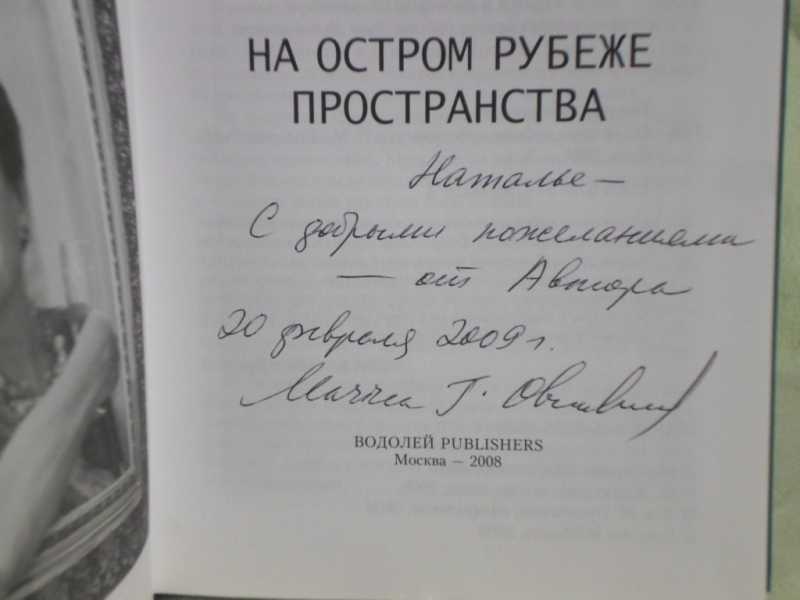 НА ОСТРОМ РУБЕЖЕ
ПРОСТРАНСТВА
Наталье –
С добрыми пожеланиями
— от Автора
20 февраля 2009 г.
Г.
ВОДОЛЕЙ PUBLISHERS
Москва — 2008